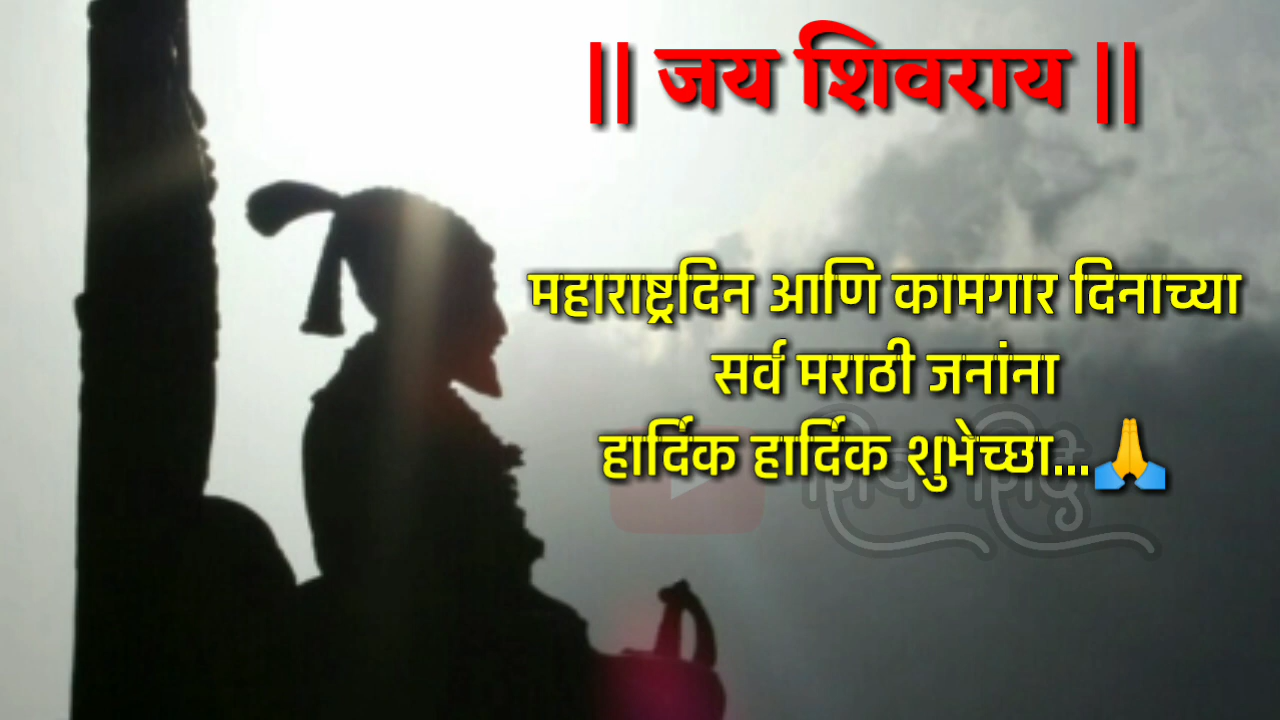 || जय शिवराय ||
महाराष्ट्रदिन आणि कामगार दिनाच्या
सर्व मराठी जनांना
हार्दिक हार्दिक शुभेच्छा...🙏